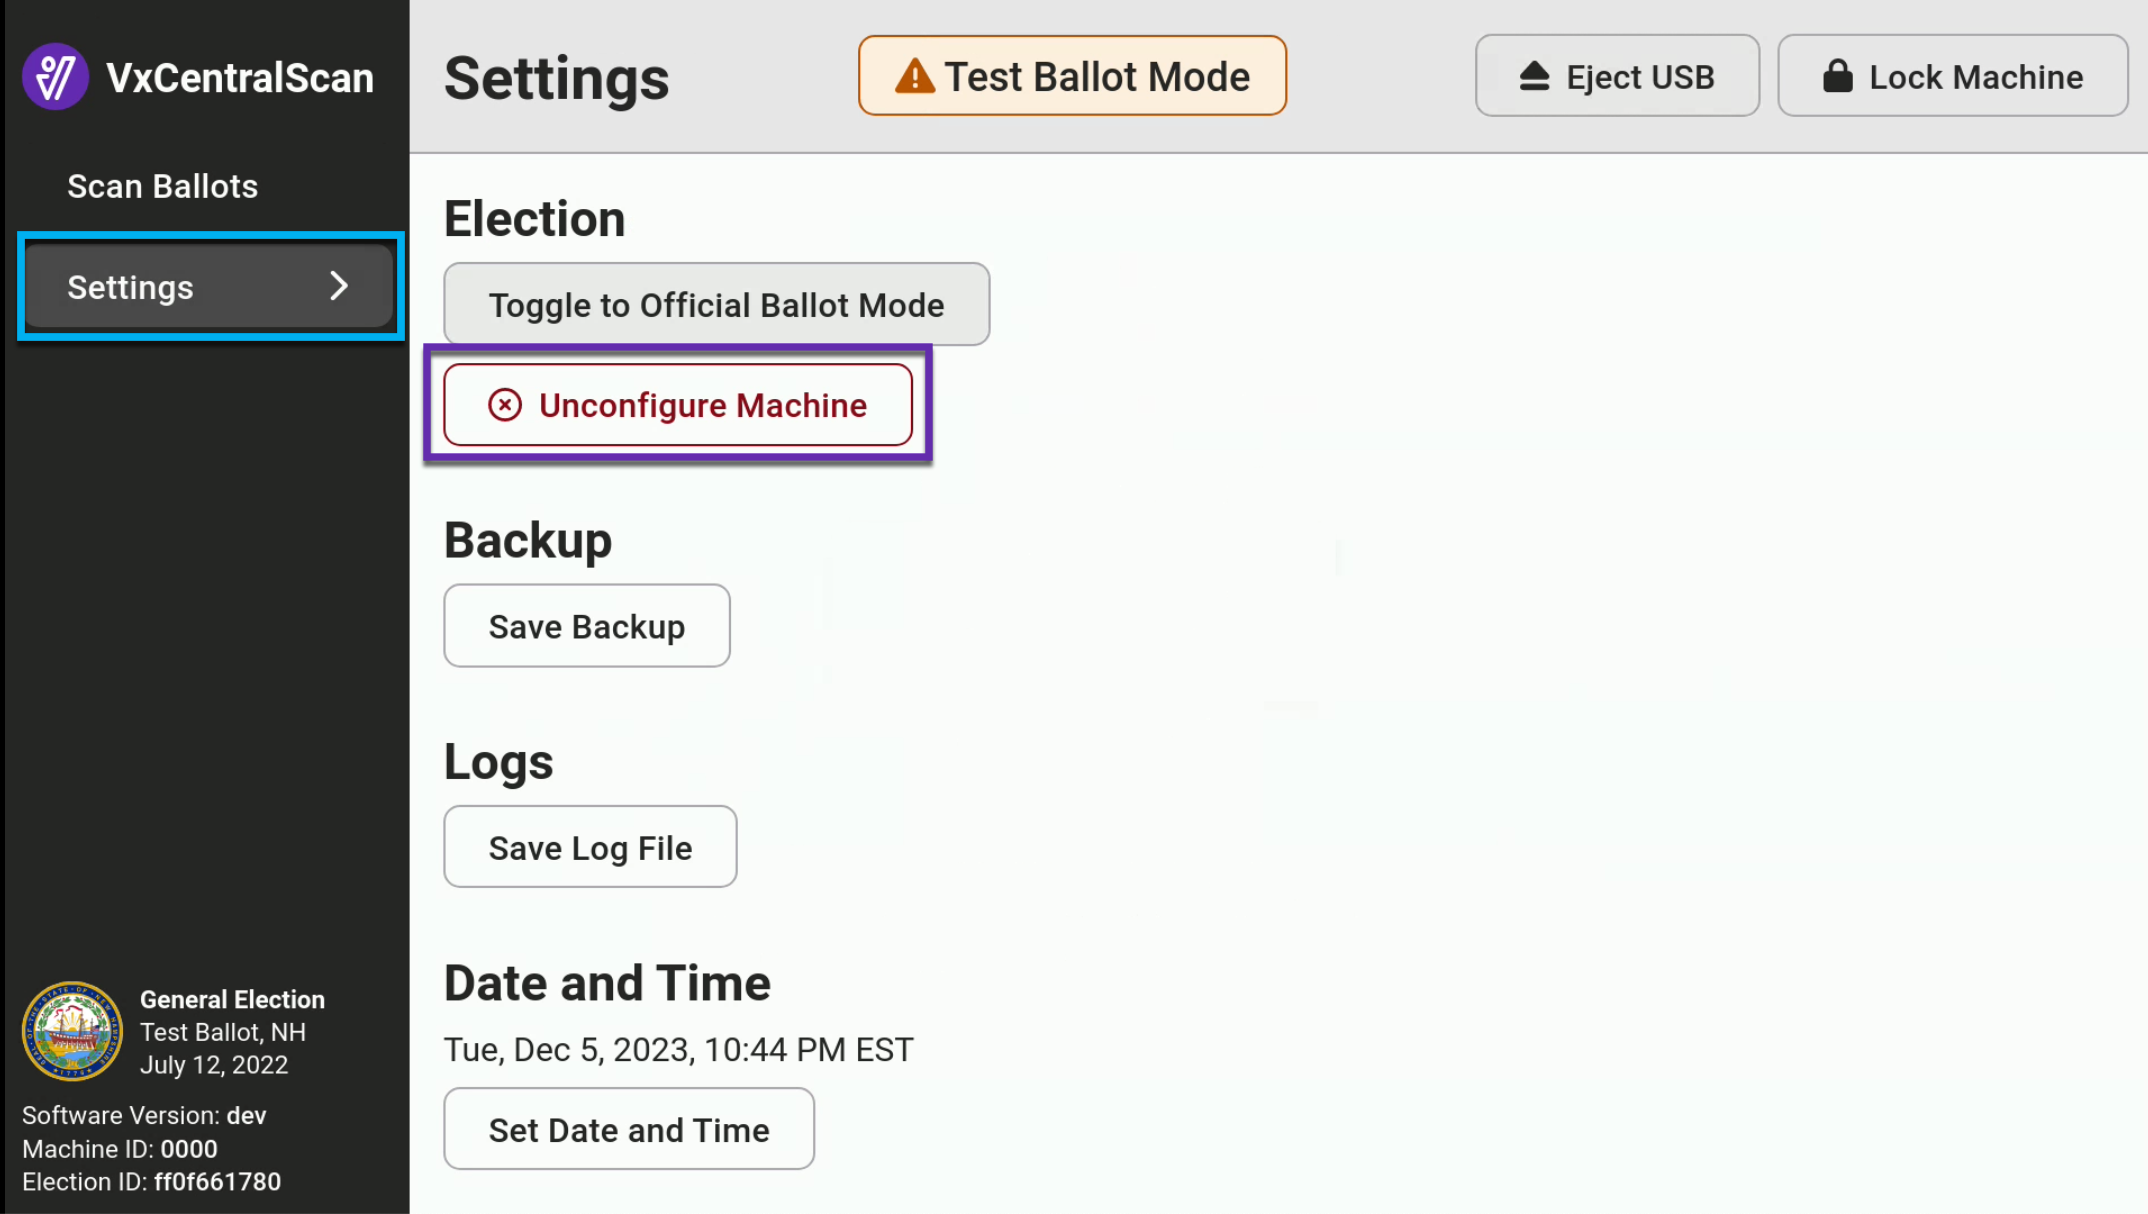 VxCentralScan
Scan Ballots
Settings
Settings
Test Ballot Mode
Eject USB
Lock Machine
Election
Toggle to Official Ballot Mode
Unconfigure Machine
Backup
Save Backup
Logs
Save Log File
Date and Time
Tue, Dec 5, 2023, 10:44 PM EST
Set Date and Time
General Election
Test Ballot, NH
July 12, 2022
Software Version: dev
Machine ID: 0000
Election ID: ff0f661780